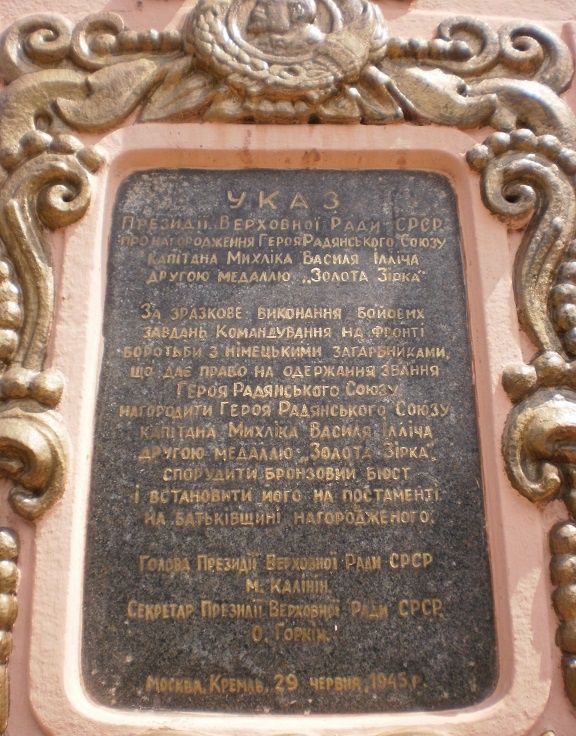 УКАЗ
Президії Верховної Ради СРСР
про нагородження Героя Радянського Союзу
капітана Михліка Василя Ілліча
другою медаллю „Золота Зірка"
За зразкове виконання бойових
завдань Командування на фронті
боротьби з німецькими загарбниками,
що дає право на одержання звання
Героя Радянського Союзу
нагородити Героя Радянського Союзу
капітана Михліка Василя Ілліча
другою медаллю „Золота Зірка",
спорудити бронзовий бюст
і встановити його на постаменті
на батьківщині нагородженого.
Голова Президії Верховної Ради СРСР
М. Калінін.
Секретар Президії Верховної Ради СРСР
О. Горкін.
Москва, Кремль, 29 червня, 1945 р.